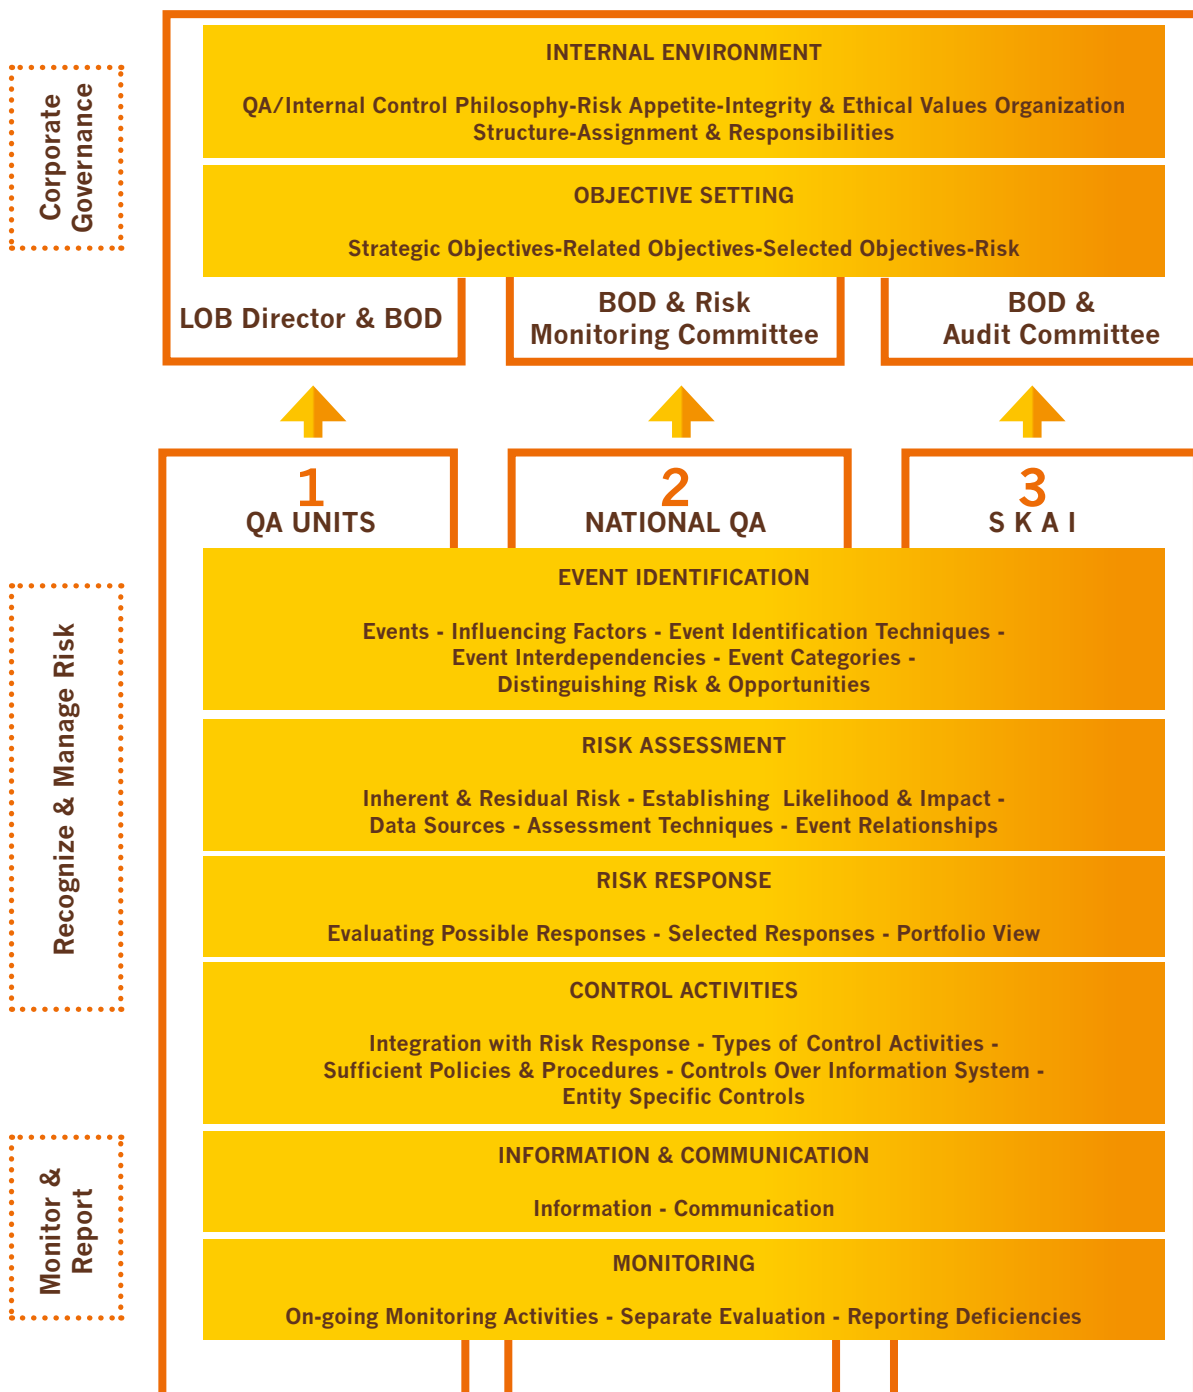 Corporate
Governance
INTERNAL ENVIRONMENT
QA/Internal Control Philosophy-Risk Appetite-Integrity & Ethical Values Organization
Structure-Assignment & Responsibilities
OBJECTIVE SETTING
Strategic Objectives-Related Objectives-Selected Objectives-Risk
LOB Director & BOD
BOD & Risk
Monitoring Committee
BOD &
Audit Committee
1
QA UNITS
2
NATIONAL QA
3
S K A I
Recognize & Manage Risk
EVENT IDENTIFICATION
Events - Influencing Factors - Event Identification Techniques -
Event Interdependencies - Event Categories -
Distinguishing Risk & Opportunities
RISK ASSESSMENT
Inherent & Residual Risk - Establishing Likelihood & Impact -
Data Sources - Assessment Techniques - Event Relationships
RISK RESPONSE
Evaluating Possible Responses - Selected Responses - Portfolio View
CONTROL ACTIVITIES
Integration with Risk Response - Types of Control Activities -
Sufficient Policies & Procedures - Controls Over Information System -
Entity Specific Controls
Monitor &
Report
INFORMATION & COMMUNICATION
Information - Communication
MONITORING
On-going Monitoring Activities - Separate Evaluation - Reporting Deficiencies